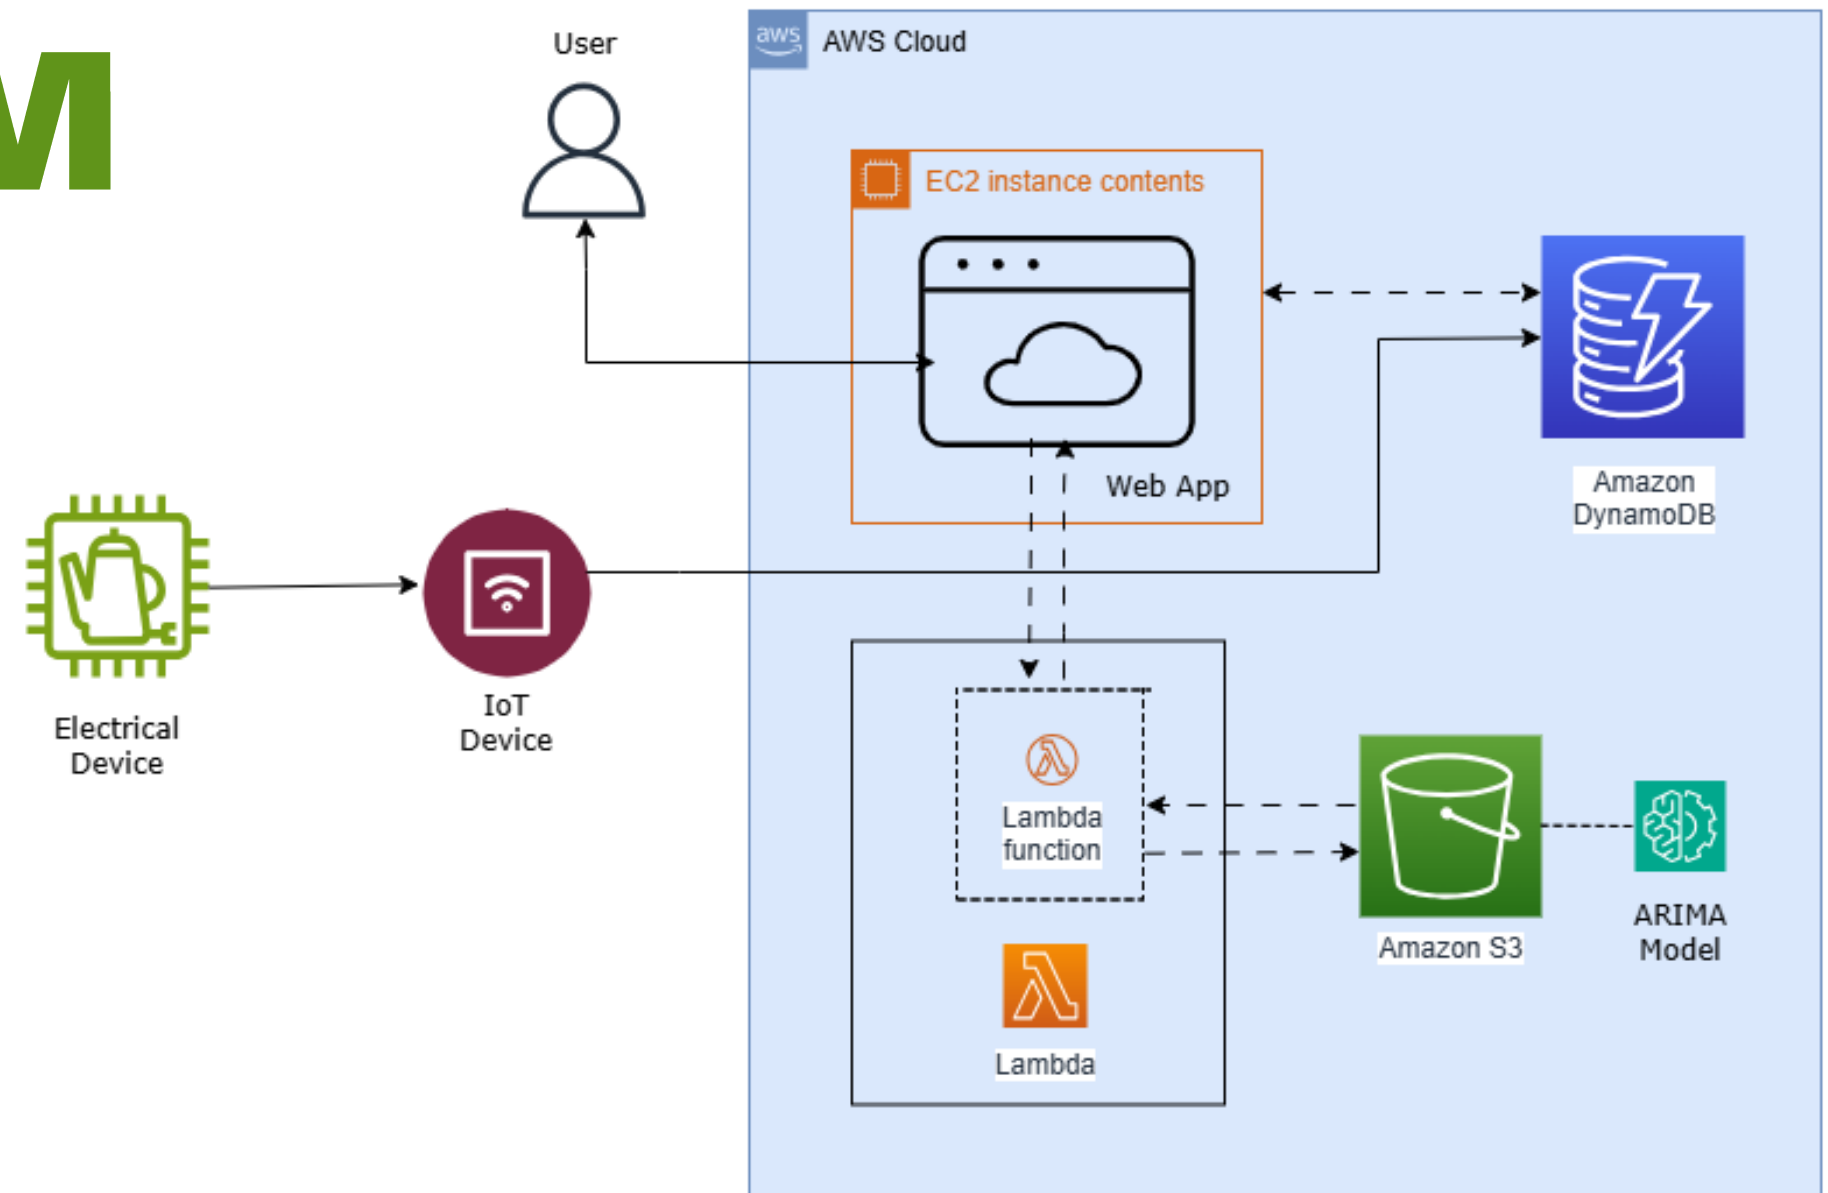 M
User
aws
AWS Cloud
EC2 instance contents
Web App
Amazon
DynamoDB
Electrical
Device
IoT
Device
Lambda
function
Lambda
Amazon S3
ARIMA
Model